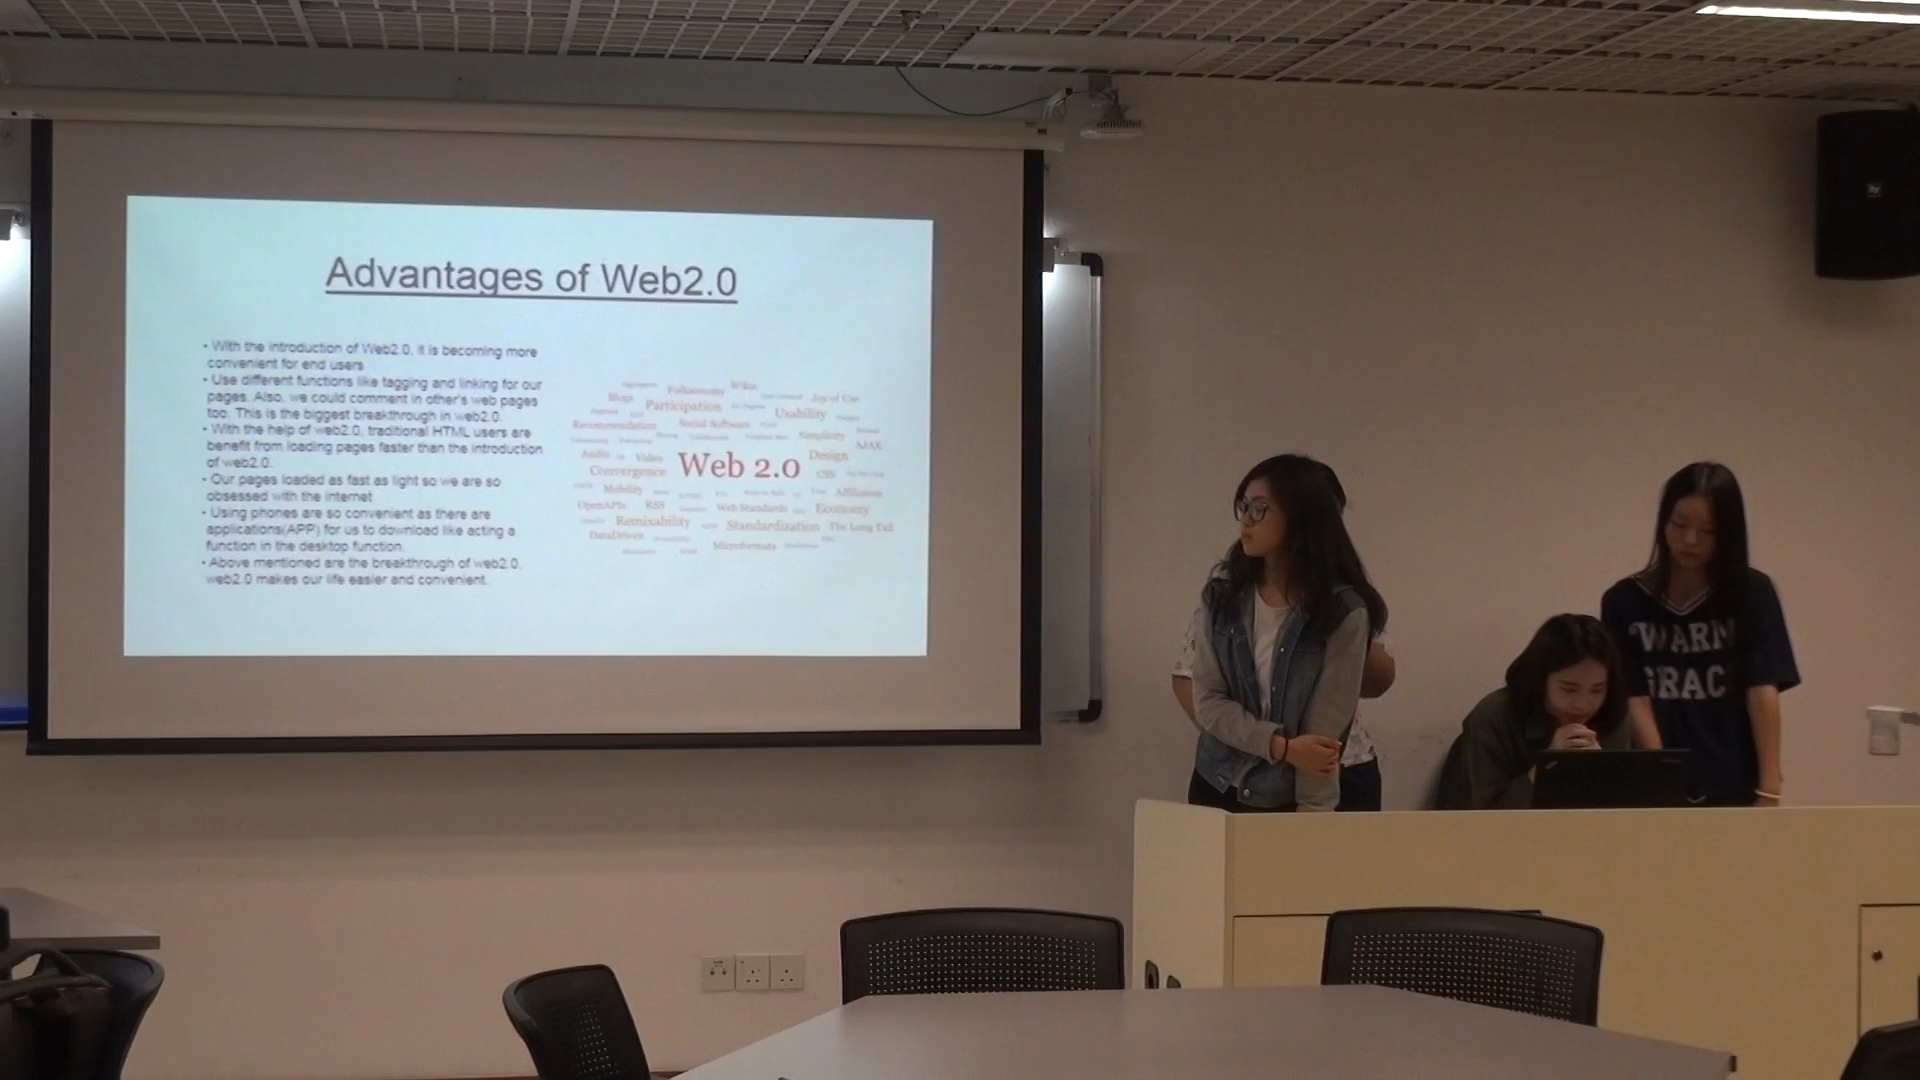 Advantages of Web2.0
• With the introduction of Web2.0, it is becoming more
convenient for end users
• Use different functions like tagging and linking for our
pages. Also, we could comment in other's web pages
too. This is the biggest breakthrough in web2.0.
• With the help of web2.0, traditional HTML users are
benefit from loading pages faster than the introduction
of web2.0.
• Our pages loaded as fast as light so we are so
obsessed with the internet
• Using phones are so convenient as there are
applications(APP) for us to download like acting a
function in the desktop function.
• Above mentioned are the breakthrough of web2.0,
web2.0 makes our life easier and convenient.
Folksonomy Wikis
Blogs Participation Usability Joy of Use
Recommendation Social Software Simplicity AJAX
Audio Video Web 2.0 Design
Convergence CSS
Mobility Affiliation
OpenAPIs RSS Web Standards Economy
Remixability Standardization The Long Tail
DataDriven Microformats
"WARM
GRAC